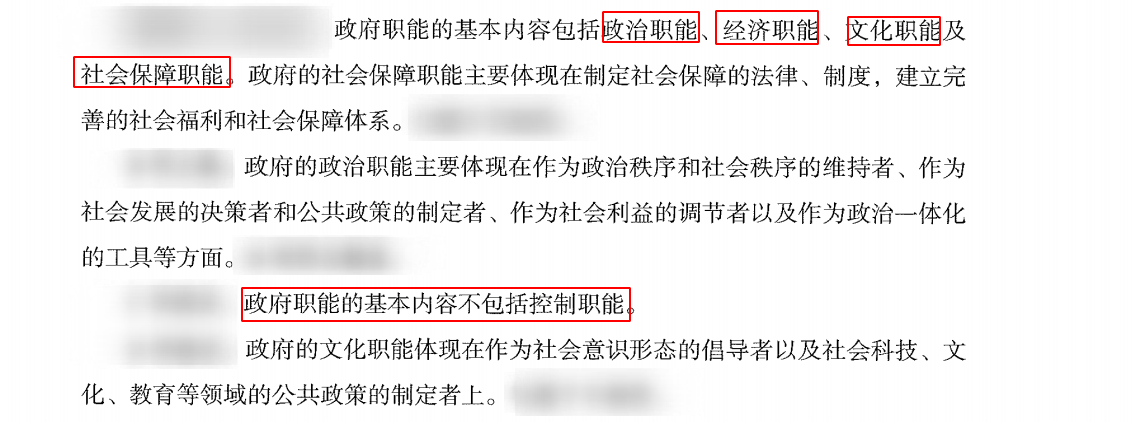 政府职能的基本内容包括政治职能、经济职能、文化职能及
社会保障职能。政府的社会保障职能主要体现在制定社会保障的法律、制度，建立完
善的社会福利和社会保障体系。
政府的政治职能主要体现在作为政治秩序和社会秩序的维持者、作为
社会发展的决策者和公共政策的制定者、作为社会利益的调节者以及作为政治一体化
的工具等方面。
政府职能的基本内容不包括控制职能。
政府的文化职能体现在作为社会意识形态的倡导者以及社会科技、文
化、教育等领域的公共政策的制定者上。